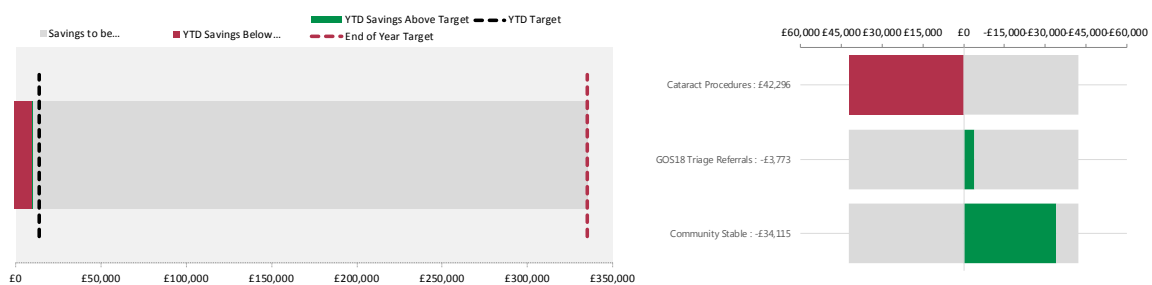 YTD Savings Above Target YTD Target
Savings to be... YTD Savings Below... End of Year Target
£0 £50,000 £100,000 £150,000 £200,000 £250,000 £300,000 £350,000
£60,000 £45,000 £30,000 £15,000 £0 -£15,000 -£30,000 -£45,000 -£60,000
Cataract Procedures : £42,296
GOS18 Triage Referrals : -£3,773
Community Stable : -£34,115